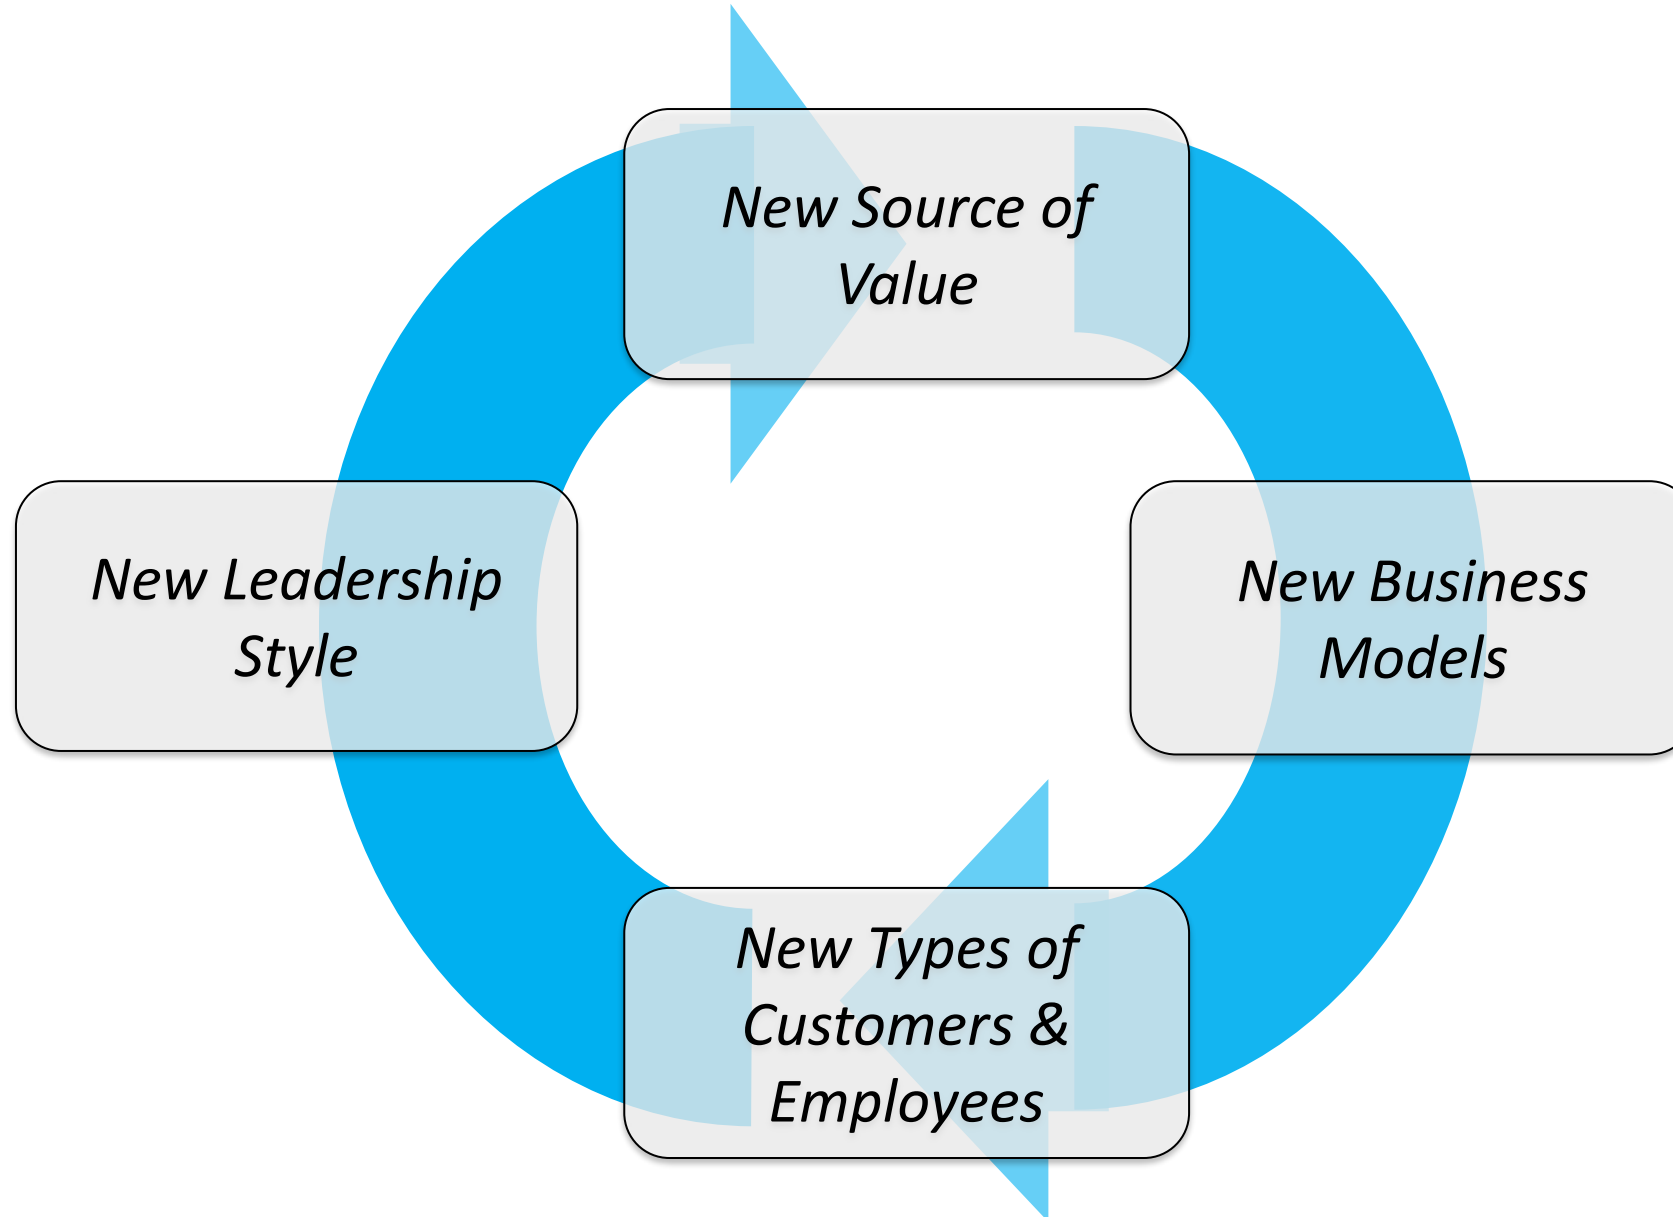 New Source of
Value
New Leadership
Style
New Business
Models
New Types of
Customers &
Employees